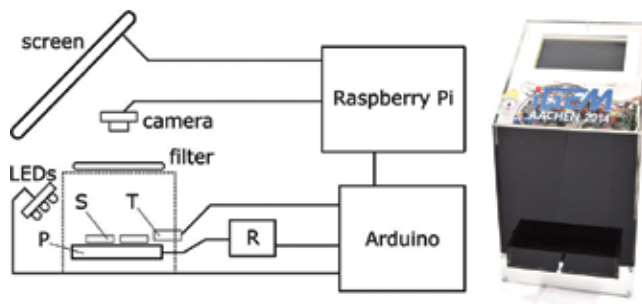 screen
Raspberry Pi
camera
filter
LEDs
S
T
P
R
Arduino
iGEM
AACHEN 2014